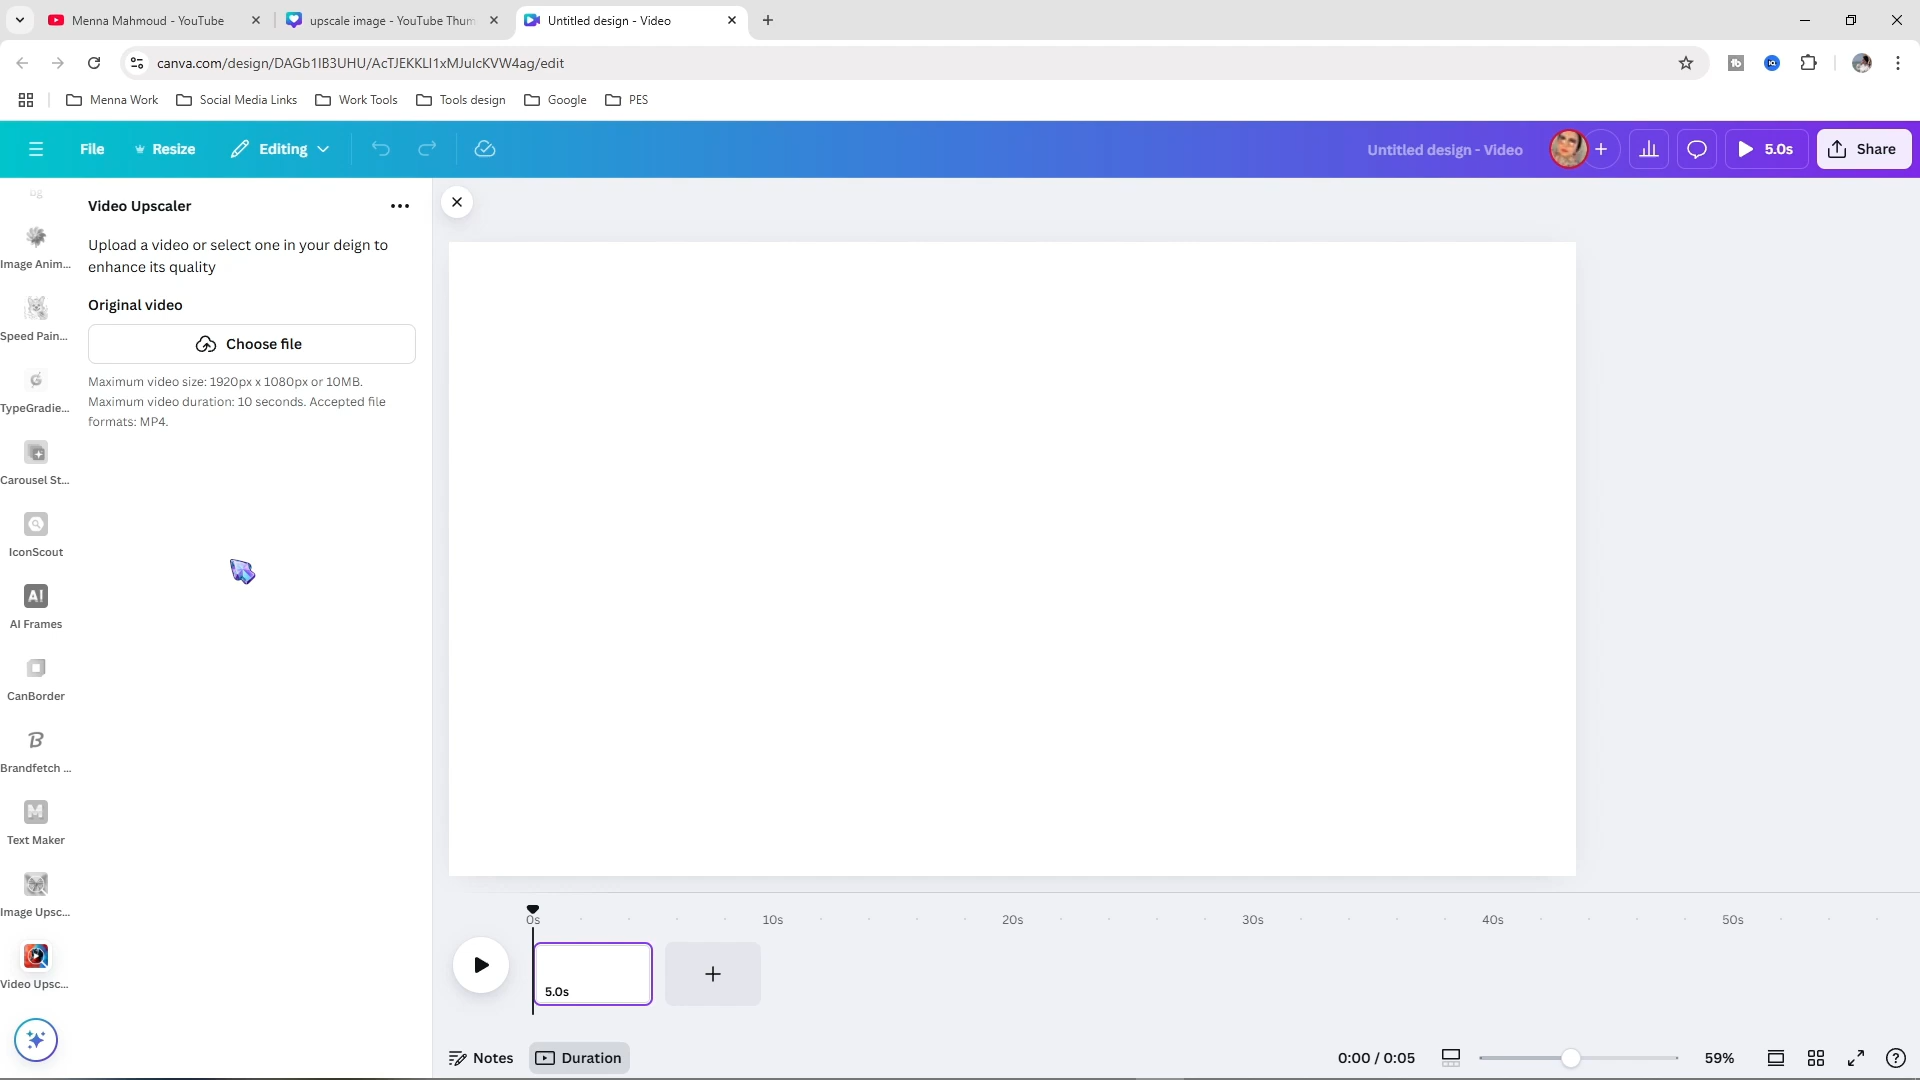 Menna Mahmoud - YouTube
upscale image - YouTube Thum
Untitled design - Video
canva.com/design/DAGb1IB3UHU/AcTJEKKLI1xMJulcKVW4ag/edit
Menna Work
Social Media Links
Work Tools
Tools design
Google
PES
File
Resize
Editing
Untitled design - Video
5.0s
Share
Video Upscaler
Upload a video or select one in your deign to
enhance its quality
Original video
Choose file
Maximum video size: 1920px x 1080px or 10MB.
Maximum video duration: 10 seconds. Accepted file
formats: MP4.
Image Anim...
Speed Pain...
TypeGradie...
Carousel St...
IconScout
AI
AI Frames
CanBorder
B
Brandfetch ...
M
Text Maker
Image Upsc...
Video Upsc...
0s
10s
20s
30s
40s
50s
5.0s
Notes
Duration
0:00 / 0:05
59%